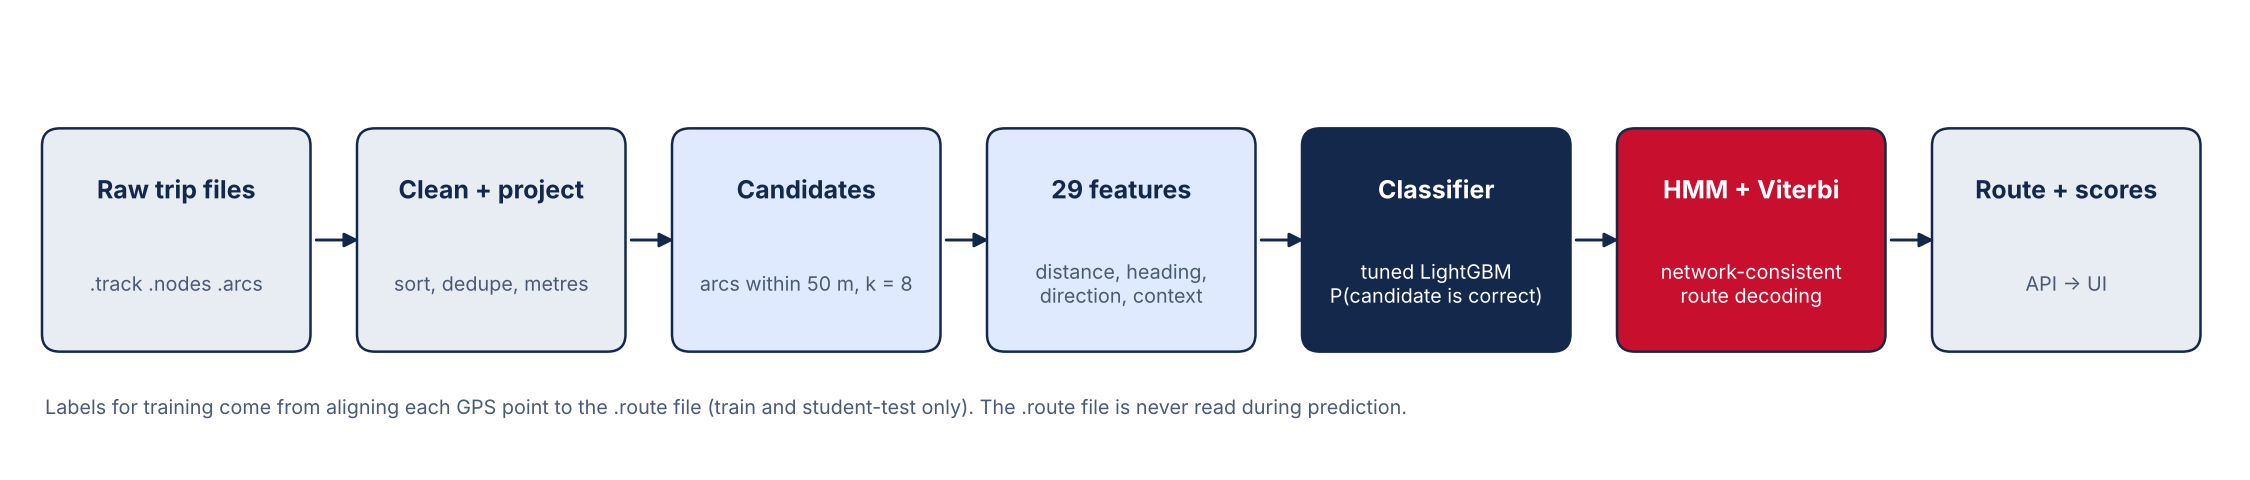 Raw trip files
.track .nodes .arcs
Clean + project
sort, dedupe, metres
Candidates
arcs within 50 m, k = 8
29 features
distance, heading,
direction, context
Classifier
tuned LightGBM
P(candidate is correct)
HMM + Viterbi
network-consistent
route decoding
Route + scores
API → UI
Labels for training come from aligning each GPS point to the .route file (train and student-test only). The .route file is never read during prediction.